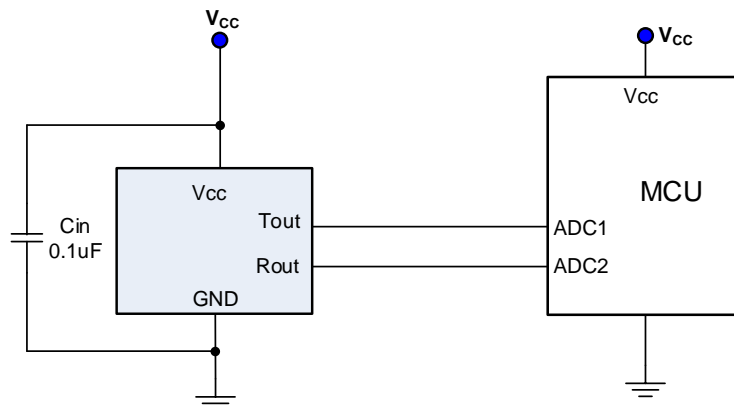 VCC
VCC
Vcc
Vcc
MCU
Cin
0.1uF
Tout
ADC1
Rout
ADC2
GND